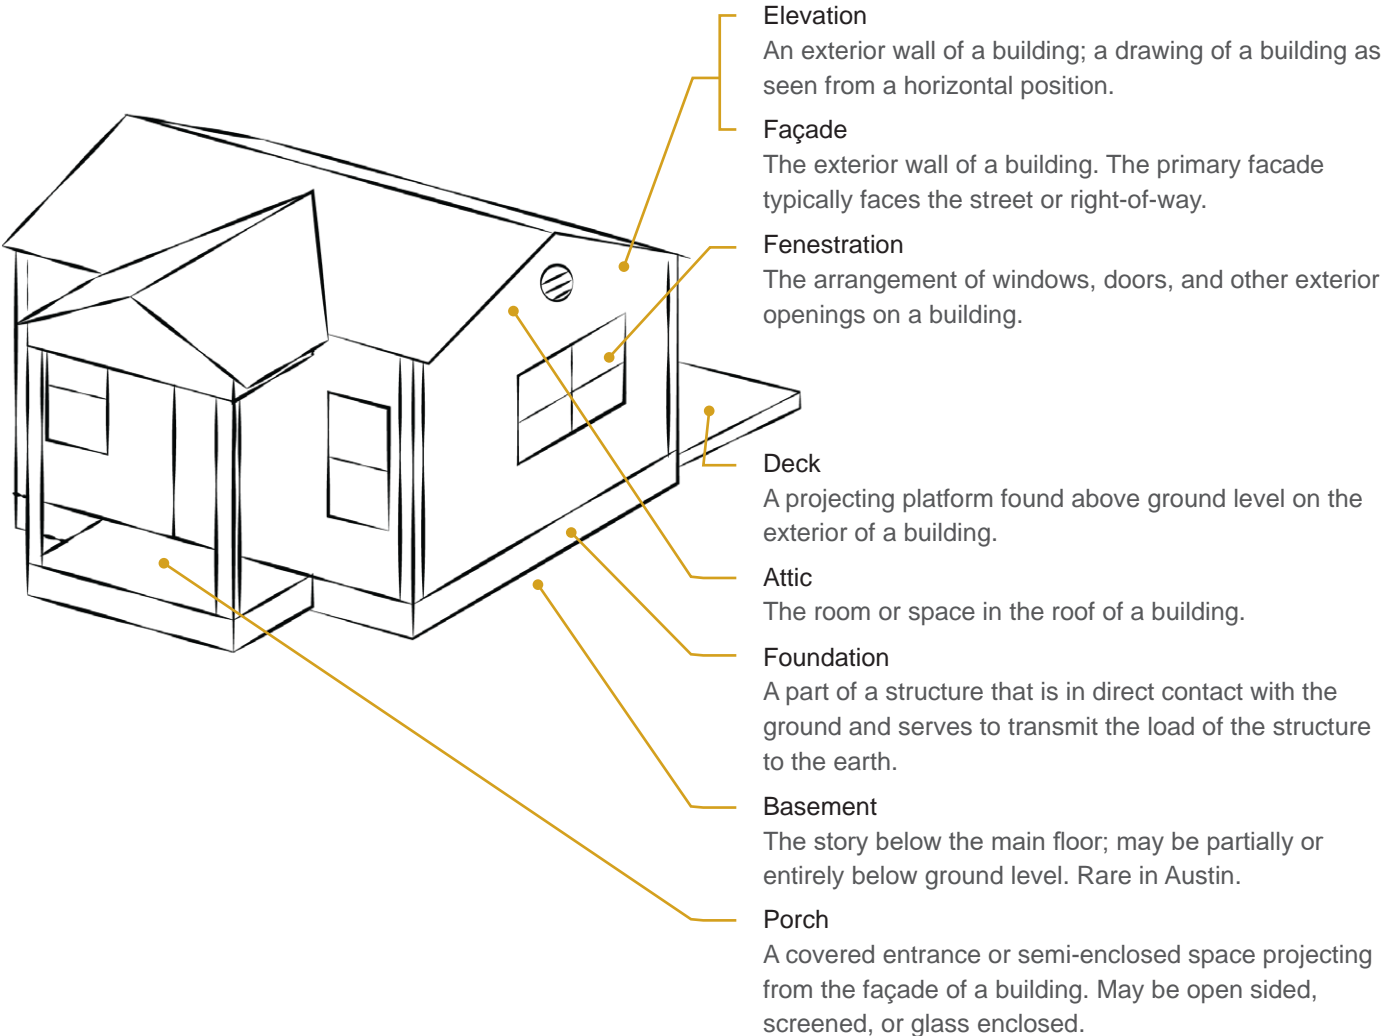 Elevation
An exterior wall of a building; a drawing of a building as
seen from a horizontal position.
Façade
The exterior wall of a building. The primary facade
typically faces the street or right-of-way.
Fenestration
The arrangement of windows, doors, and other exterior
openings on a building.
Deck
A projecting platform found above ground level on the
exterior of a building.
Attic
The room or space in the roof of a building.
Foundation
A part of a structure that is in direct contact with the
ground and serves to transmit the load of the structure
to the earth.
Basement
The story below the main floor; may be partially or
entirely below ground level. Rare in Austin.
Porch
A covered entrance or semi-enclosed space projecting
from the façade of a building. May be open sided,
screened, or glass enclosed.